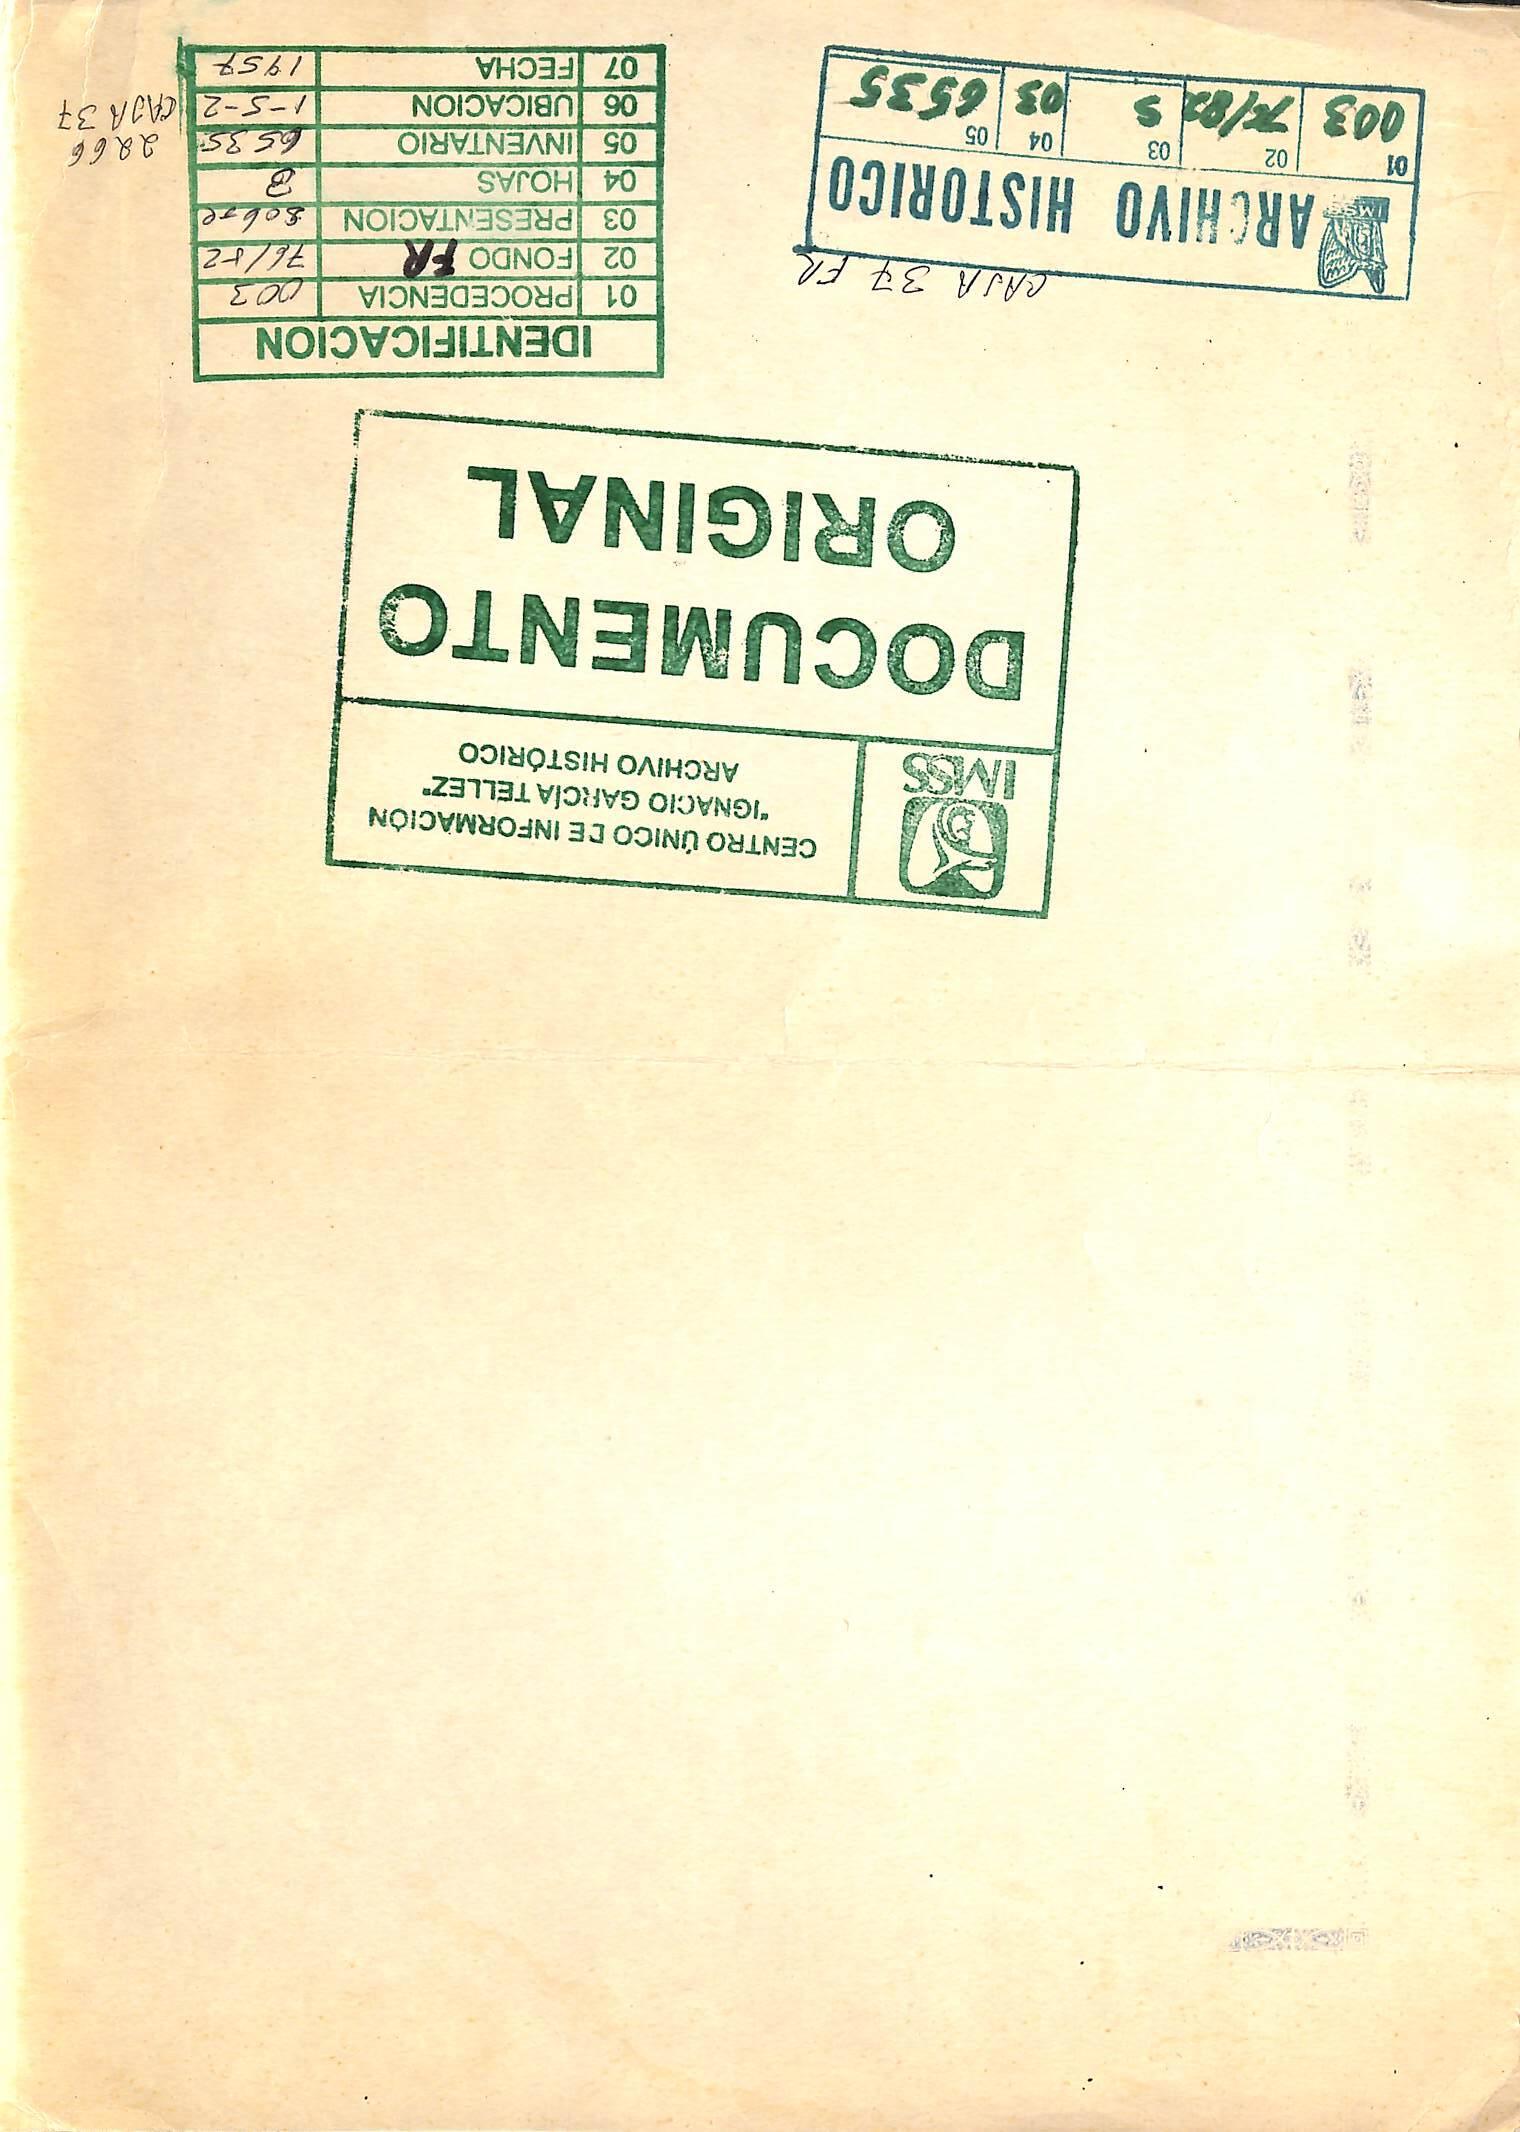 IMSS
CENTRO ÚNICO DE INFORMACIÓN
"IGNACIO GARCÍA TELLEZ"
ARCHIVO HISTÓRICO
DOCUMENTO
ORIGINAL
IDENTIFICACION
01 PROCEDENCIA 003
02 FONDO FR 76/82
03 PRESENTACION Sobre
04 HOJAS
05 INVENTARIO 6535
06 UBICACION 1-5-2
07 FECHA 1957
2266
CAJA 37
CAJA 37 FR
IMSS
ARCHIVO HISTORICO
01 02 03 04 05
003 76/82 S 03 6535